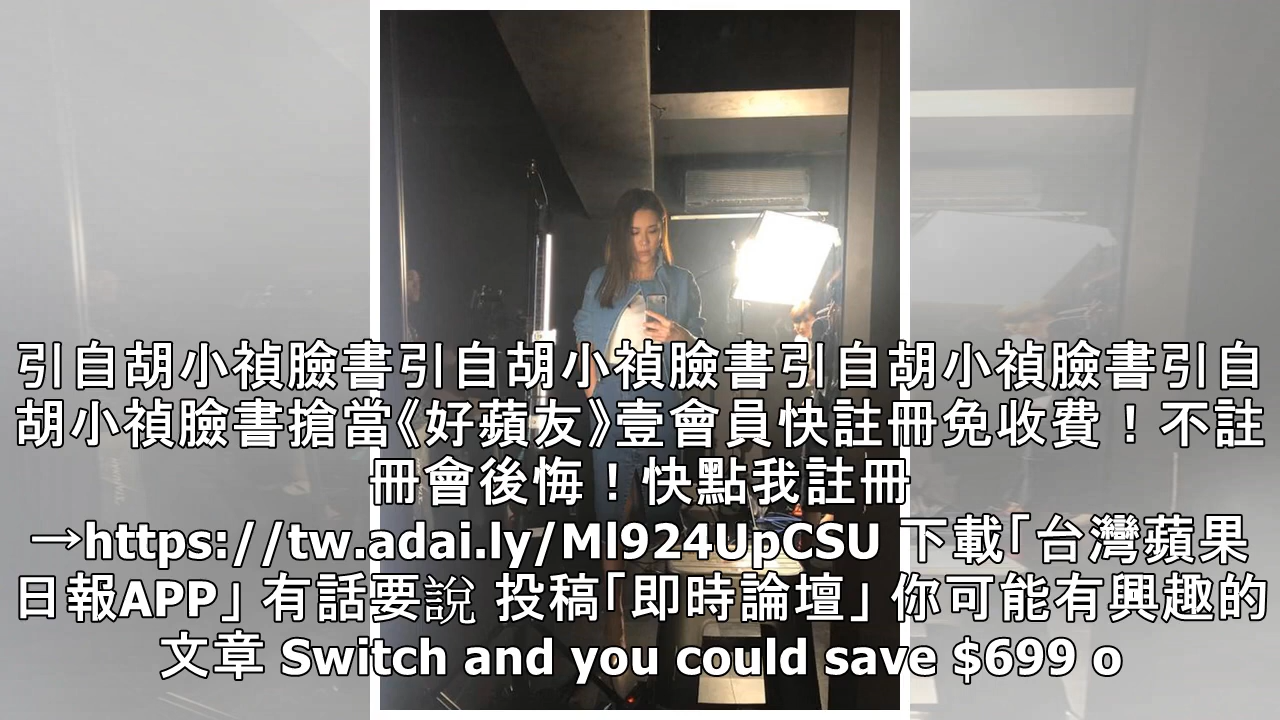 引自胡小禎臉書引自胡小禎臉書引自胡小禎臉書引自
胡小禎臉書搶當《好蘋友》壹會員快註冊免收費！不註
冊會後悔！快點我註冊
→https://tw.adai.ly/Ml924UpCSU 下載「台灣蘋果
日報APP」 有話要說 投稿「即時論壇」 你可能有興趣的
文章 Switch and you could save $699 o